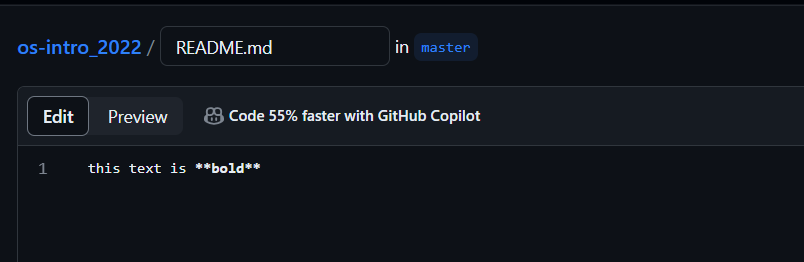 os-intro_2022 / README.md in master
Edit Preview Code 55% faster with GitHub Copilot
1 this text is **bold**